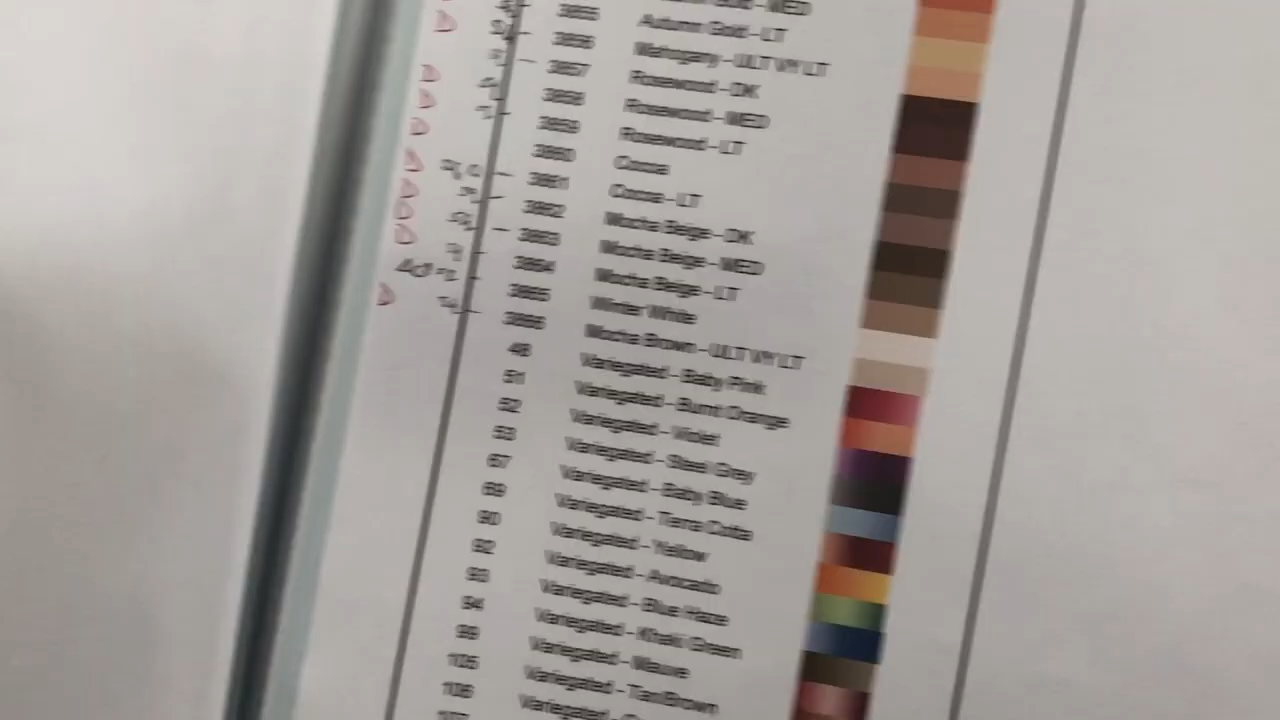 Gold - MED
3855 Autumn Gold - LT
3856 Mahogany - ULT VY LT
3857 Rosewood - DK
3858 Rosewood - MED
3859 Rosewood - LT
3860 Cocoa
3861 Cocoa - LT
3862 Mocha Beige - DK
3863 Mocha Beige - MED
3864 Mocha Beige - LT
3865 Winter White
3866 Mocha Brown - ULT VY LT
48 Variegated - Baby Pink
51 Variegated - Burnt Orange
52 Variegated - Violet
53 Variegated - Steel Grey
67 Variegated - Baby Blue
69 Variegated - Terra Cotta
90 Variegated - Yellow
92 Variegated - Avocado
93 Variegated - Blue Haze
94 Variegated - Khaki Green
99 Variegated - Mauve
105 Variegated - Tan/Brown
106 Variegated -
107